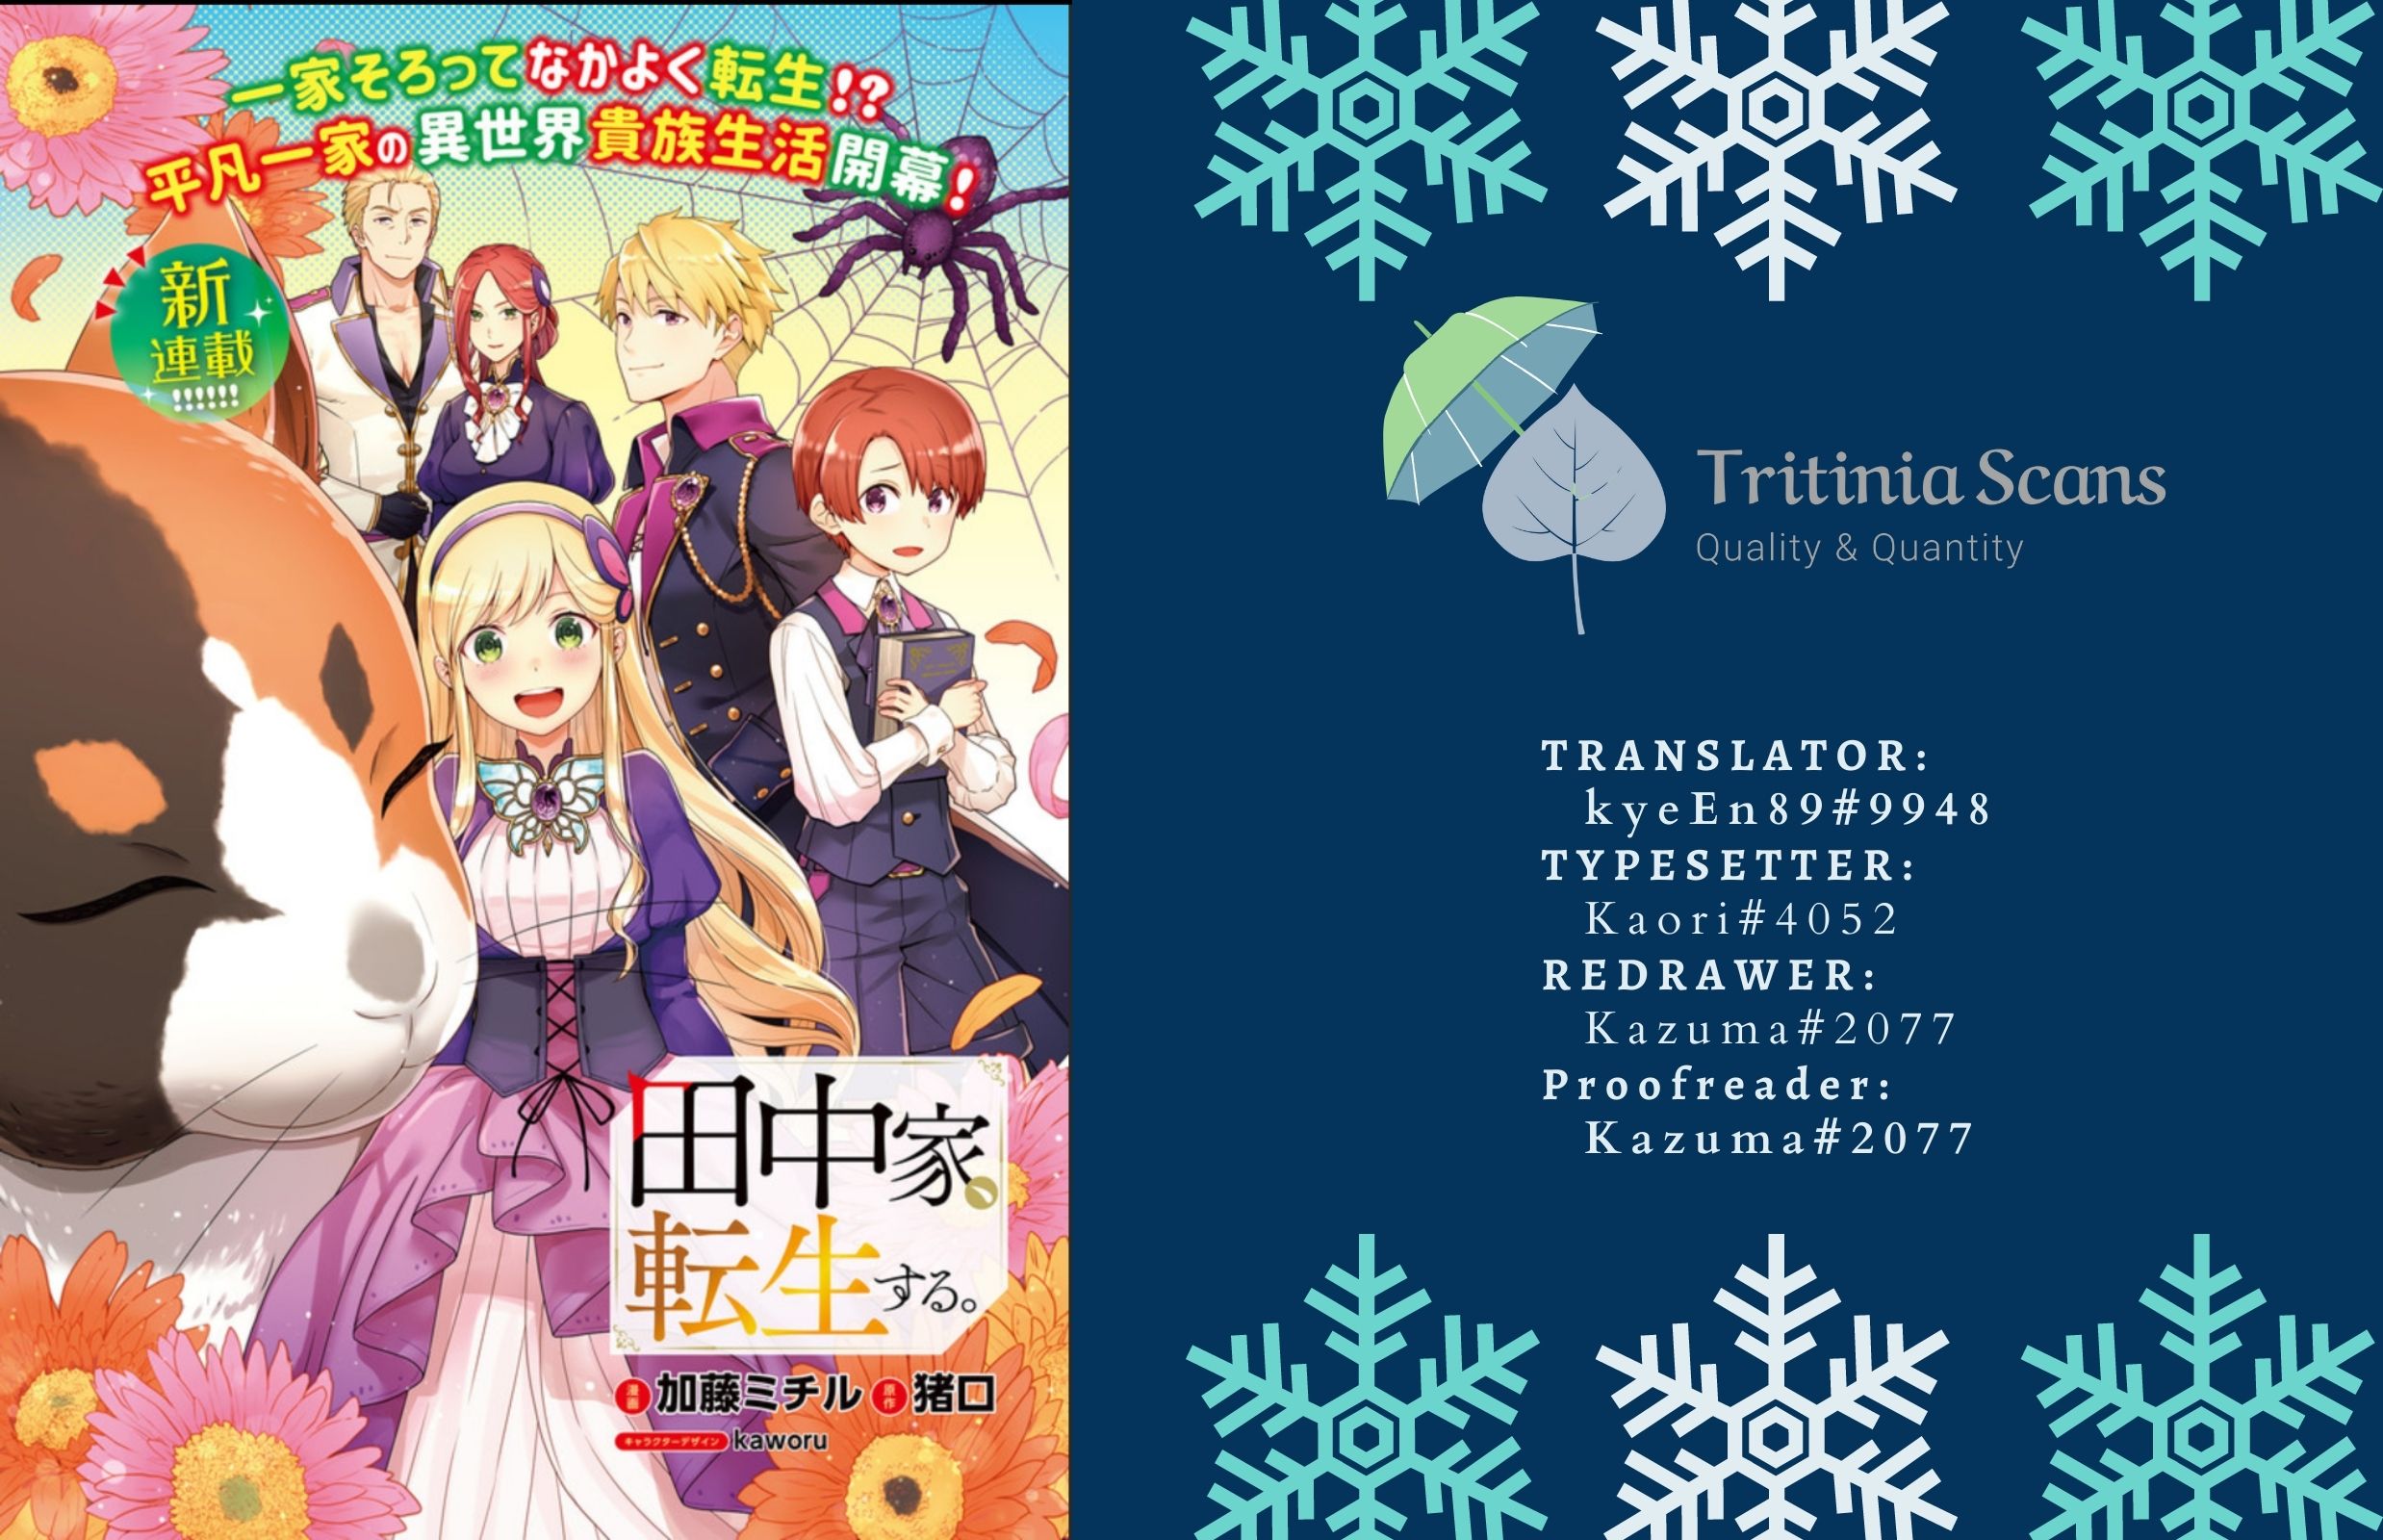 一家そろってなかよく転生!?
平凡一家の異世界貴族生活開幕!
新
連載
!!!!!!
田中家、
転生する。
漫画 加藤ミチル 原作 猪口
キャラクターデザイン kaworu
Tritinia Scans
Quality & Quantity
TRANSLATOR:
kyeEn89#9948
TYPESETTER:
Kaori#4052
REDRAWER:
Kazuma#2077
Proofreader:
Kazuma#2077